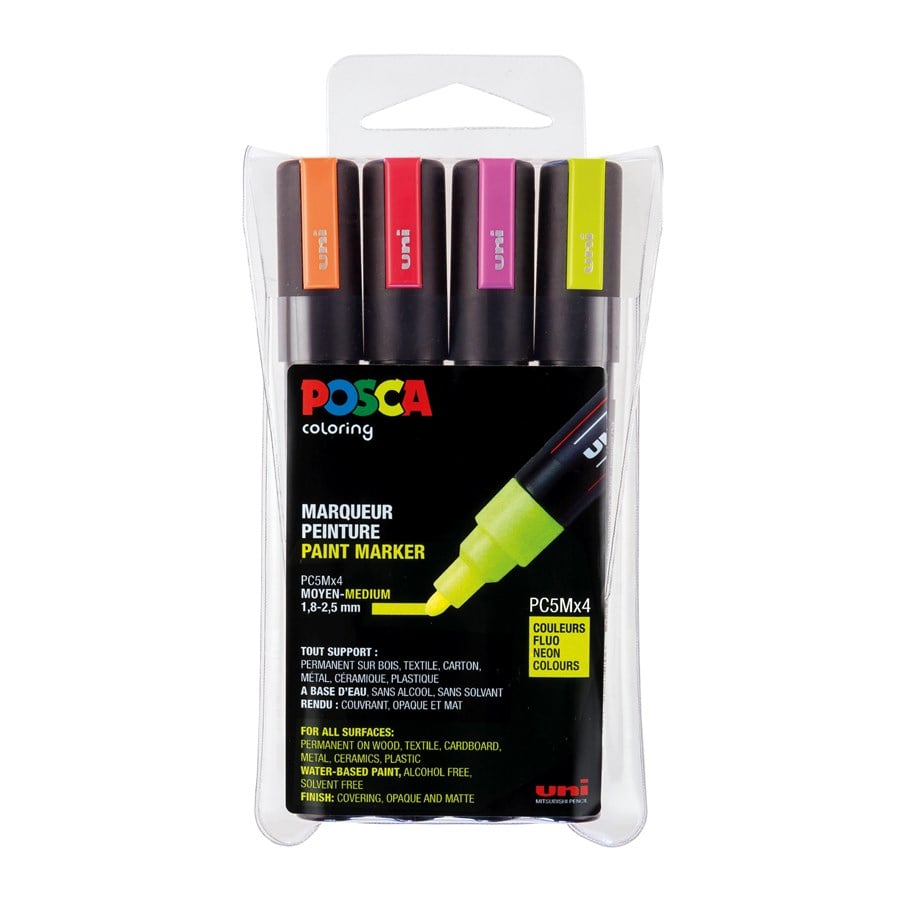 uni
uni
uni
uni
POSCA
coloring
uni
MARQUEUR
PEINTURE
PAINT MARKER
PC5Mx4
MOYEN-MEDIUM
1,8-2,5 mm
PC5Mx4
COULEURS
FLUO
NEON
COLOURS
TOUT SUPPORT :
PERMANENT SUR BOIS, TEXTILE, CARTON,
MÉTAL, CÉRAMIQUE, PLASTIQUE
A BASE D'EAU, SANS ALCOOL, SANS SOLVANT
RENDU : COUVRANT, OPAQUE ET MAT
FOR ALL SURFACES:
PERMANENT ON WOOD, TEXTILE, CARDBOARD,
METAL, CERAMICS, PLASTIC
WATER-BASED PAINT, ALCOHOL FREE,
SOLVENT FREE
FINISH: COVERING, OPAQUE AND MATTE
uni
MITSUBISHI PENCIL